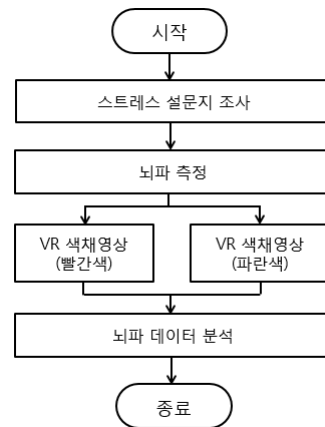 시작
스트레스 설문지 조사
뇌파 측정
VR 색채영상
(빨간색)
VR 색채영상
(파란색)
뇌파 데이터 분석
종료